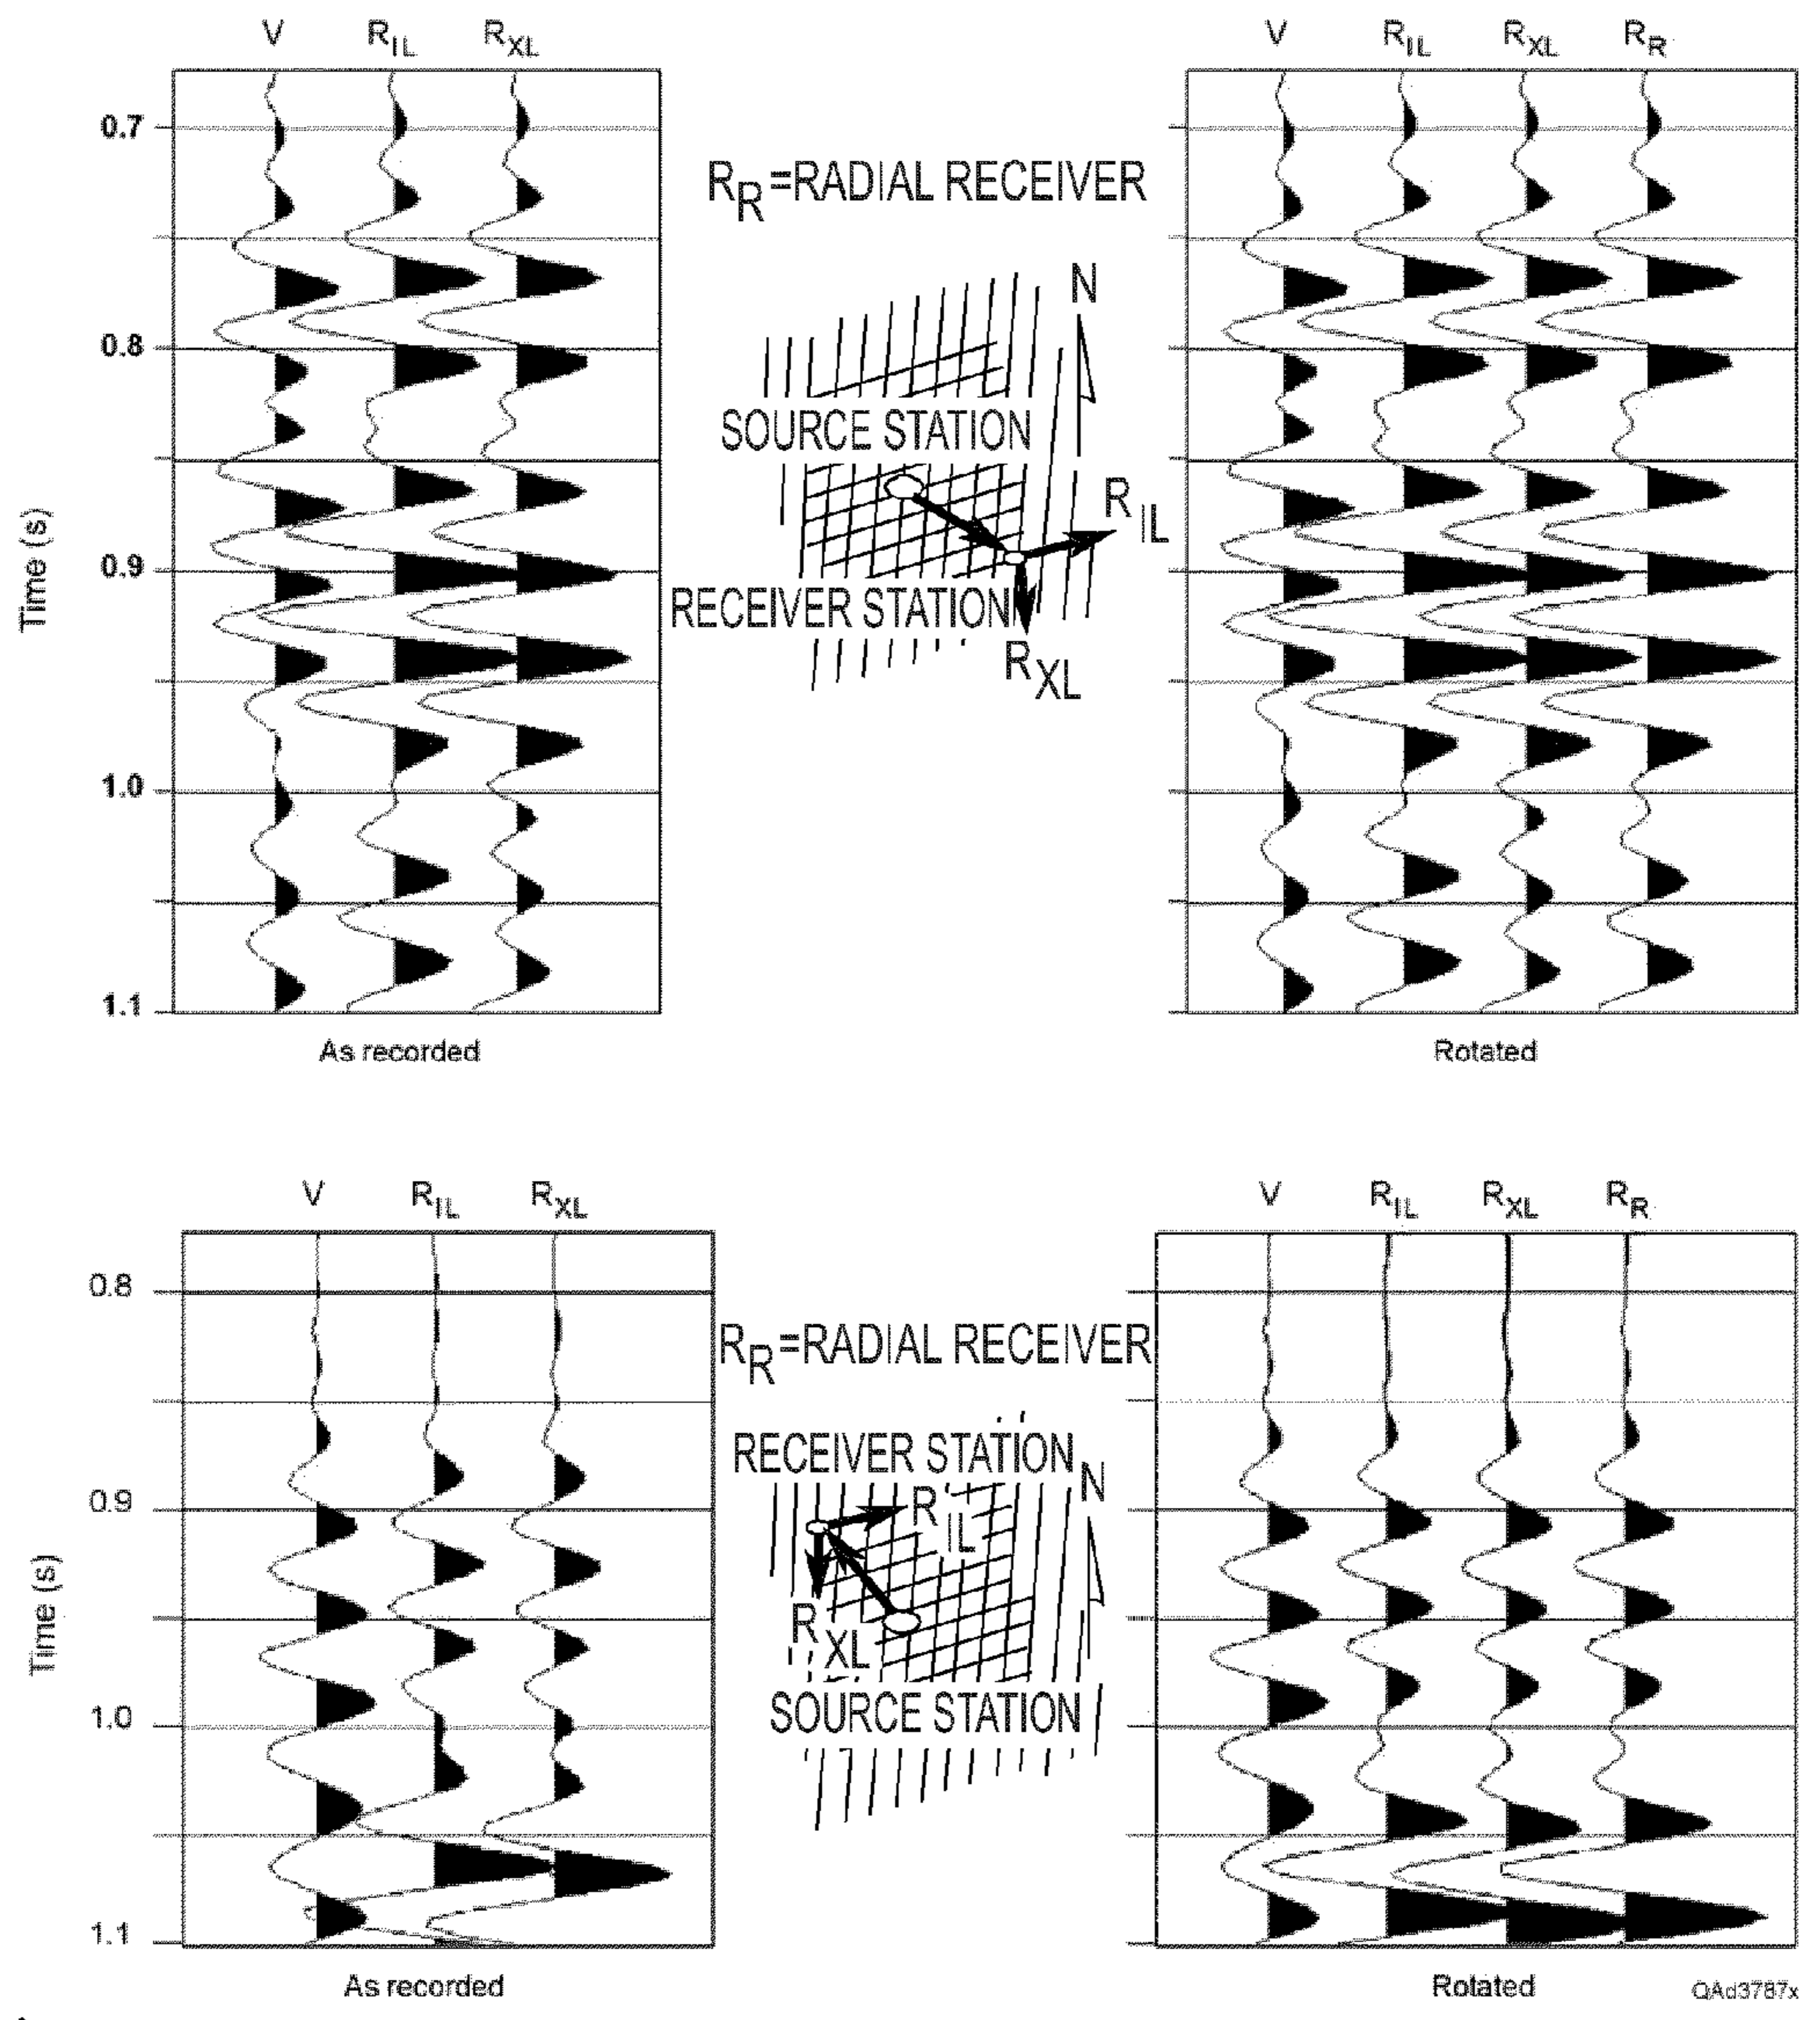 V R_IL R_XL
V R_IL R_XL R_R
0.7
0.8
0.9
1.0
1.1
Time (s)
R_R=RADIAL RECEIVER
N
SOURCE STATION
R_IL
RECEIVER STATION
R_XL
As recorded
Rotated
V R_IL R_XL
V R_IL R_XL R_R
0.8
0.9
1.0
1.1
Time (s)
R_R=RADIAL RECEIVER
RECEIVER STATION
N
R_IL
R_XL
SOURCE STATION
As recorded
Rotated
QAd3787x